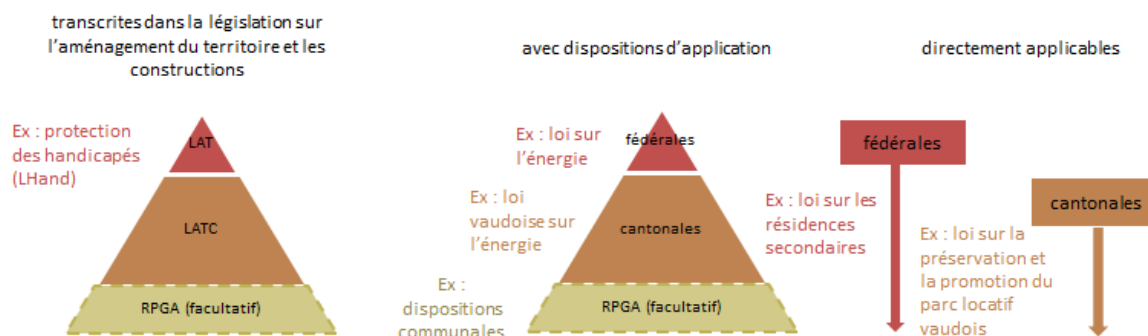 transcrites dans la législation sur
l'aménagement du territoire et les
constructions
Ex : protection
des handicapés
(LHand)
LAT
LATC
RPGA (facultatif)
avec dispositions d'application
Ex : loi sur
l'énergie
fédérales
Ex : loi
vaudoise sur
l'énergie
cantonales
Ex :
dispositions
communales
RPGA (facultatif)
directement applicables
fédérales
Ex : loi sur les
résidences
secondaires
cantonales
Ex : loi sur la
préservation et
la promotion du
parc locatif
vaudois